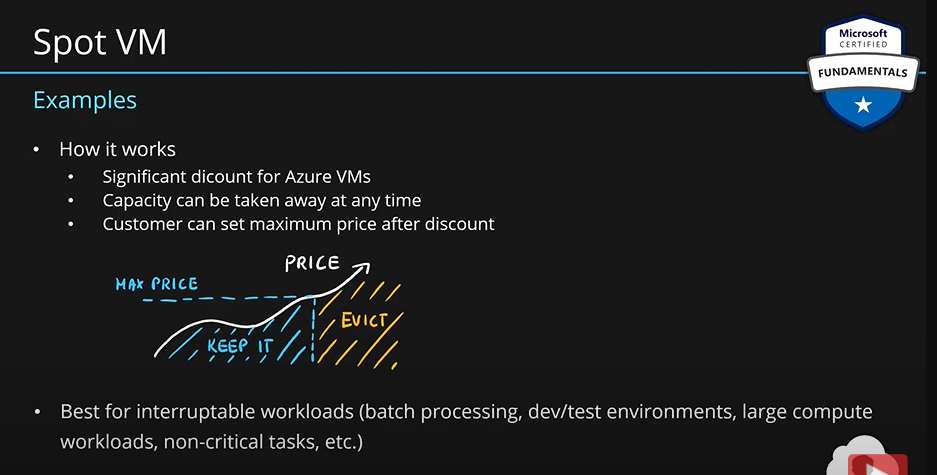 Spot VM
Microsoft
CERTIFIED
FUNDAMENTALS
Examples
• How it works
• Significant dicount for Azure VMs
• Capacity can be taken away at any time
• Customer can set maximum price after discount
PRICE
MAX PRICE
EVICT
KEEP IT
• Best for interruptable workloads (batch processing, dev/test environments, large compute
workloads, non-critical tasks, etc.)